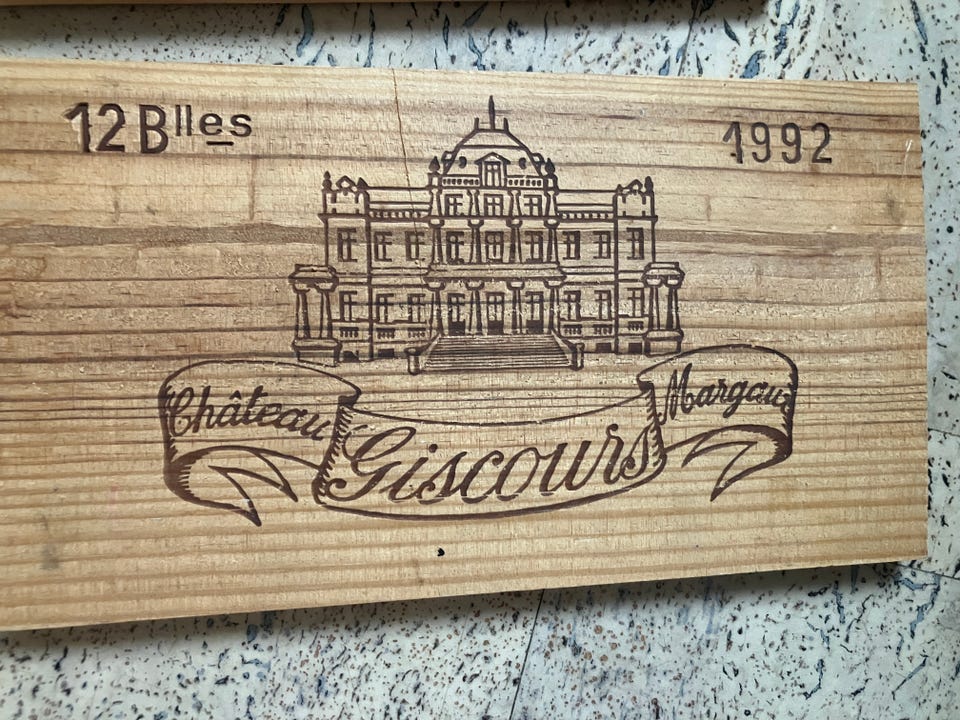 12 Blles
1992
Château
Giscours
Margaux